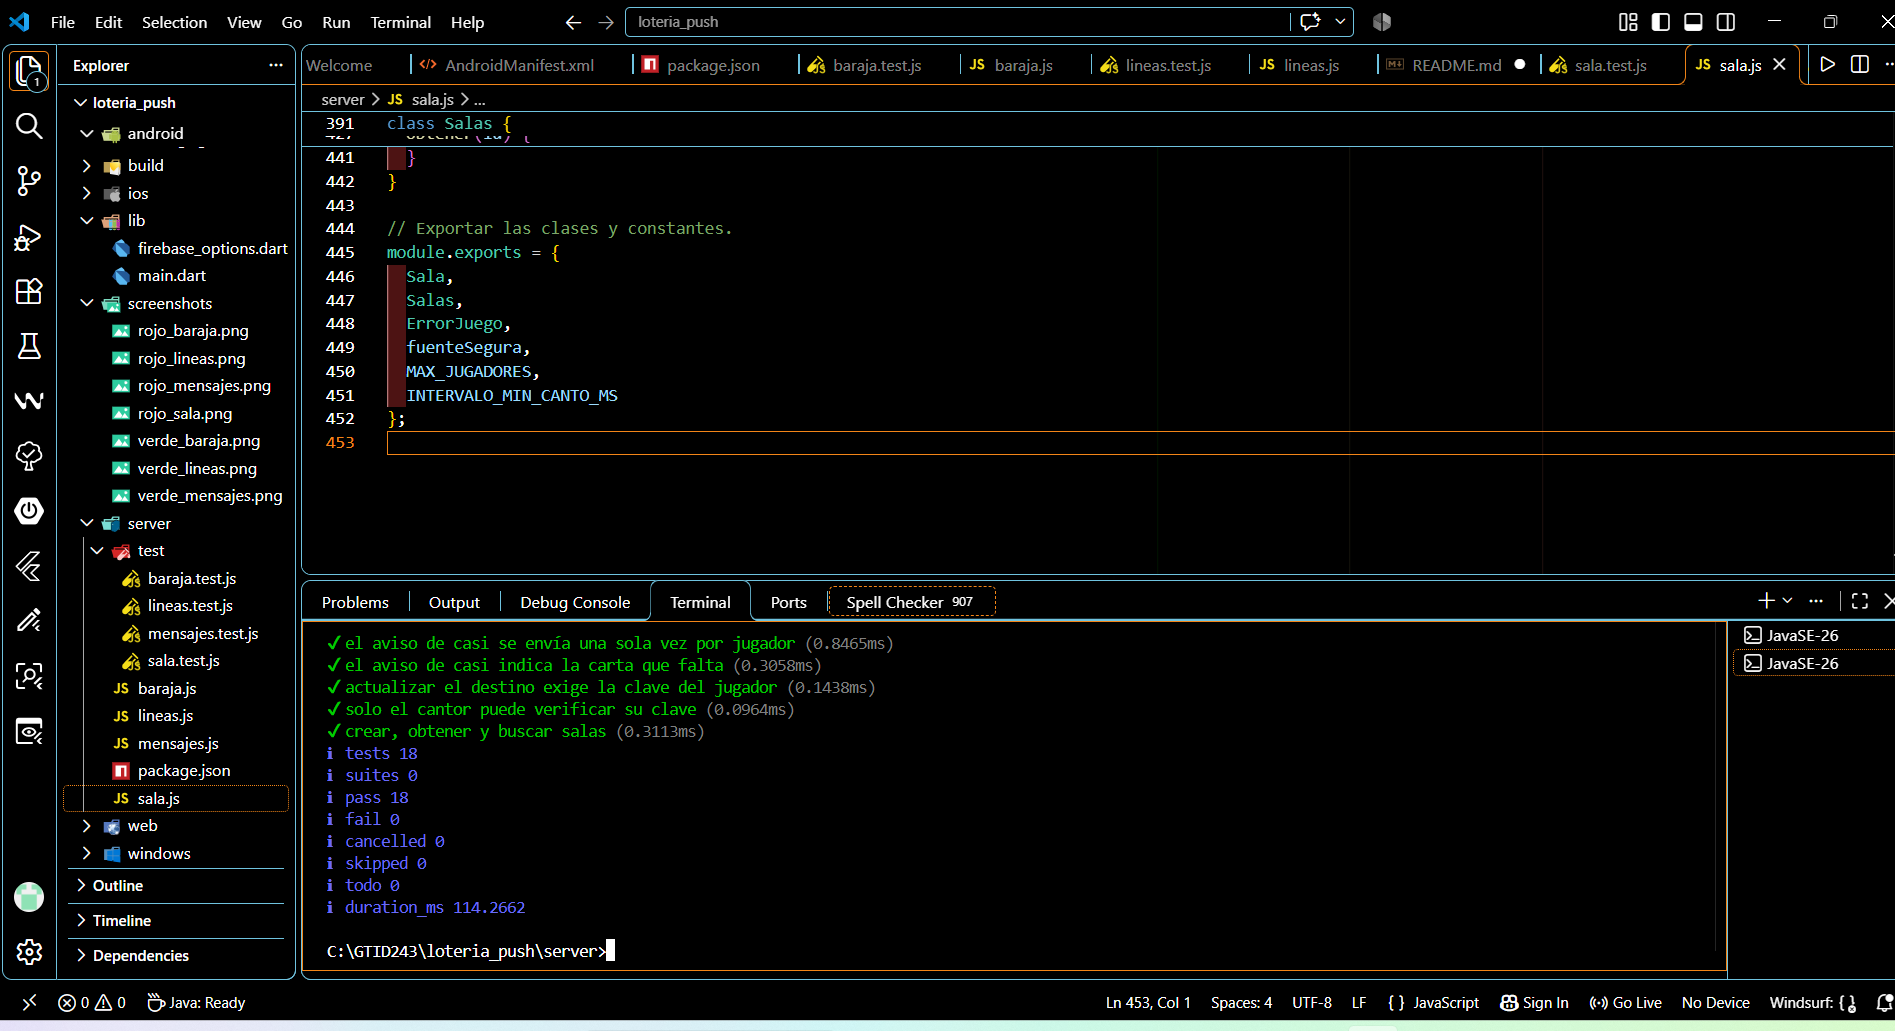 File Edit Selection View Go Run Terminal Help
loteria_push
Explorer
Welcome
AndroidManifest.xml
package.json
baraja.test.js
JS baraja.js
lineas.test.js
JS lineas.js
README.md
sala.test.js
JS sala.js
server > JS sala.js > ...
1
loteria_push
android
build
ios
lib
firebase_options.dart
main.dart
screenshots
rojo_baraja.png
rojo_lineas.png
rojo_mensajes.png
rojo_sala.png
verde_baraja.png
verde_lineas.png
verde_mensajes.png
server
test
baraja.test.js
lineas.test.js
mensajes.test.js
sala.test.js
JS baraja.js
JS lineas.js
JS mensajes.js
package.json
JS sala.js
web
windows
Outline
Timeline
Dependencies
391 class Salas {
427 obtener(id) {
441 }
442 }
443
444 // Exportar las clases y constantes.
445 module.exports = {
446 Sala,
447 Salas,
448 ErrorJuego,
449 fuenteSegura,
450 MAX_JUGADORES,
451 INTERVALO_MIN_CANTO_MS
452 };
453
Problems Output Debug Console Terminal Ports Spell Checker 907
✓ el aviso de casi se envía una sola vez por jugador (0.8465ms)
✓ el aviso de casi indica la carta que falta (0.3058ms)
✓ actualizar el destino exige la clave del jugador (0.1438ms)
✓ solo el cantor puede verificar su clave (0.0964ms)
✓ crear, obtener y buscar salas (0.3113ms)
i tests 18
i suites 0
i pass 18
i fail 0
i cancelled 0
i skipped 0
i todo 0
i duration_ms 114.2662
C:\GTID243\loteria_push\server>
JavaSE-26
JavaSE-26
0 0 Java: Ready
Ln 453, Col 1 Spaces: 4 UTF-8 LF {} JavaScript Sign In Go Live No Device Windsurf: {}